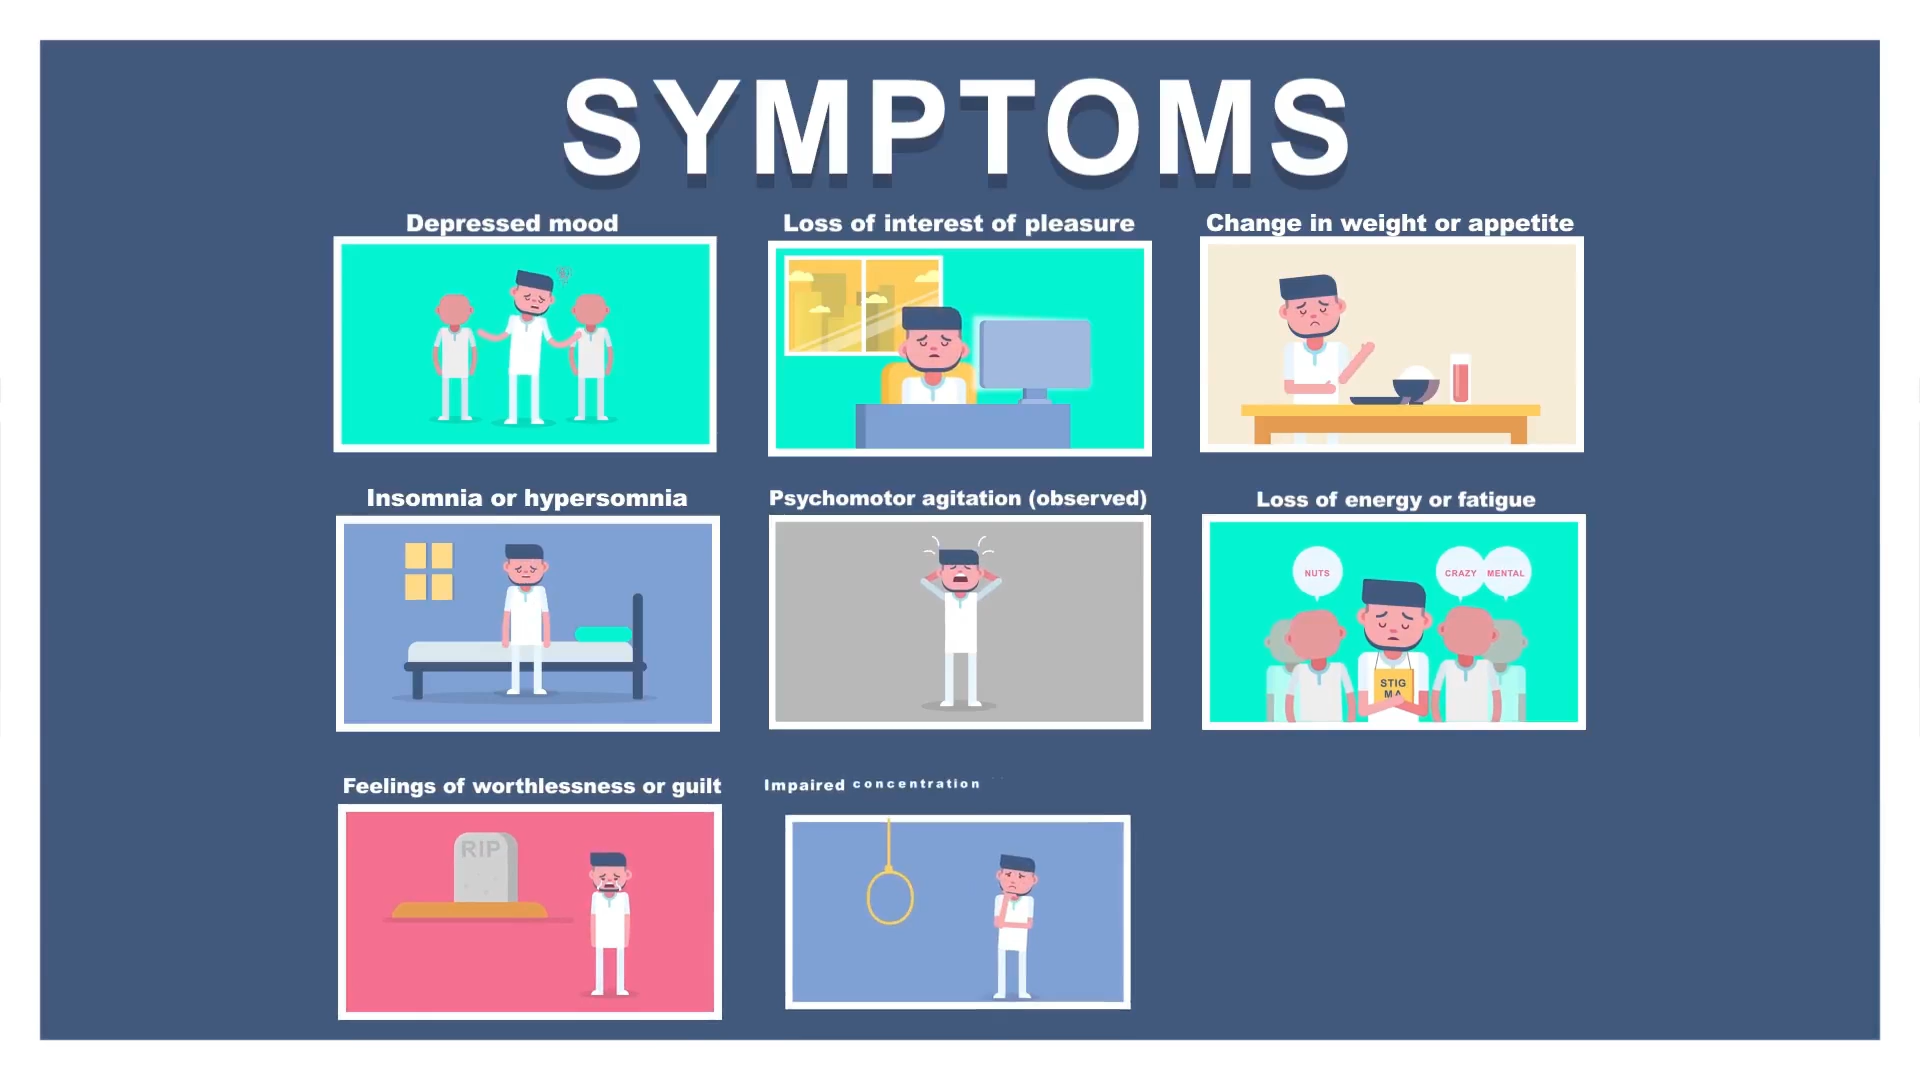 SYMPTOMS
Depressed mood
Loss of interest of pleasure
Change in weight or appetite
Insomnia or hypersomnia
Psychomotor agitation (observed)
Loss of energy or fatigue
NUTS
CRAZY
MENTAL
STIG
MA
Feelings of worthlessness or guilt
Impaired concentration
RIP